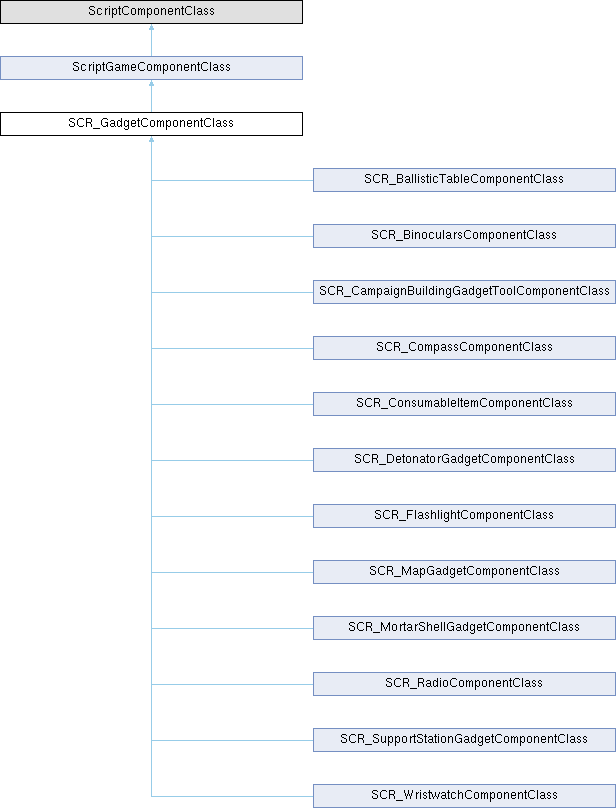 ScriptComponentClass
ScriptGameComponentClass
SCR_GadgetComponentClass
SCR_BallisticTableComponentClass
SCR_BinocularsComponentClass
SCR_CampaignBuildingGadgetToolComponentClass
SCR_CompassComponentClass
SCR_ConsumableItemComponentClass
SCR_DetonatorGadgetComponentClass
SCR_FlashlightComponentClass
SCR_MapGadgetComponentClass
SCR_MortarShellGadgetComponentClass
SCR_RadioComponentClass
SCR_SupportStationGadgetComponentClass
SCR_WristwatchComponentClass